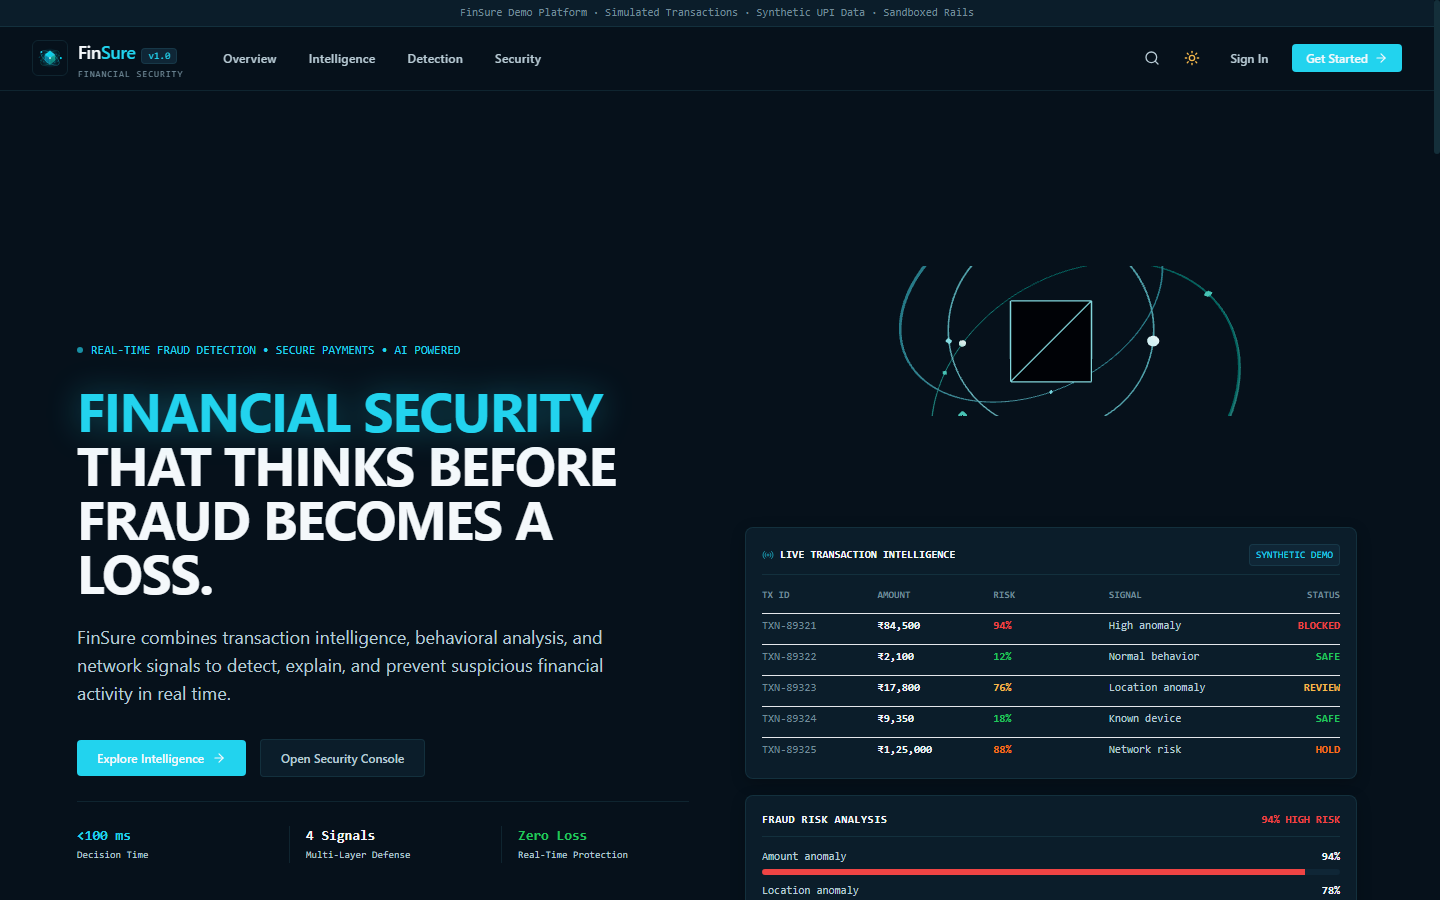 FinSure Demo Platform · Simulated Transactions · Synthetic UPI Data · Sandboxed Rails
FinSure v1.0
FINANCIAL SECURITY
Overview Intelligence Detection Security
Sign In Get Started →
REAL-TIME FRAUD DETECTION • SECURE PAYMENTS • AI POWERED
FINANCIAL SECURITY
THAT THINKS BEFORE
FRAUD BECOMES A
LOSS.
FinSure combines transaction intelligence, behavioral analysis, and
network signals to detect, explain, and prevent suspicious financial
activity in real time.
Explore Intelligence → Open Security Console
<100 ms
Decision Time
4 Signals
Multi-Layer Defense
Zero Loss
Real-Time Protection
LIVE TRANSACTION INTELLIGENCE SYNTHETIC DEMO
TX ID AMOUNT RISK SIGNAL STATUS
TXN-89321 ₹84,500 94% High anomaly BLOCKED
TXN-89322 ₹2,100 12% Normal behavior SAFE
TXN-89323 ₹17,800 76% Location anomaly REVIEW
TXN-89324 ₹9,350 18% Known device SAFE
TXN-89325 ₹1,25,000 88% Network risk HOLD
FRAUD RISK ANALYSIS 94% HIGH RISK
Amount anomaly 94%
Location anomaly 78%